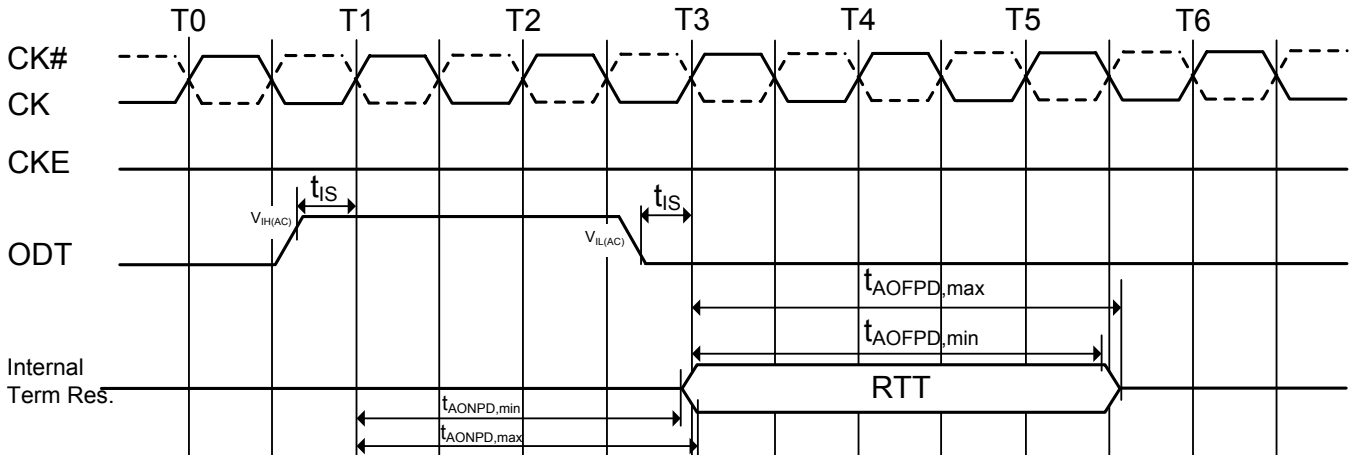 T0 T1 T2 T3 T4 T5 T6
CK#
CK
CKE
tIS
tIS
VIH(AC)
VIL(AC)
ODT
tAOFPD,max
tAOFPD,min
Internal
Term Res.
RTT
tAONPD,min
tAONPD,max